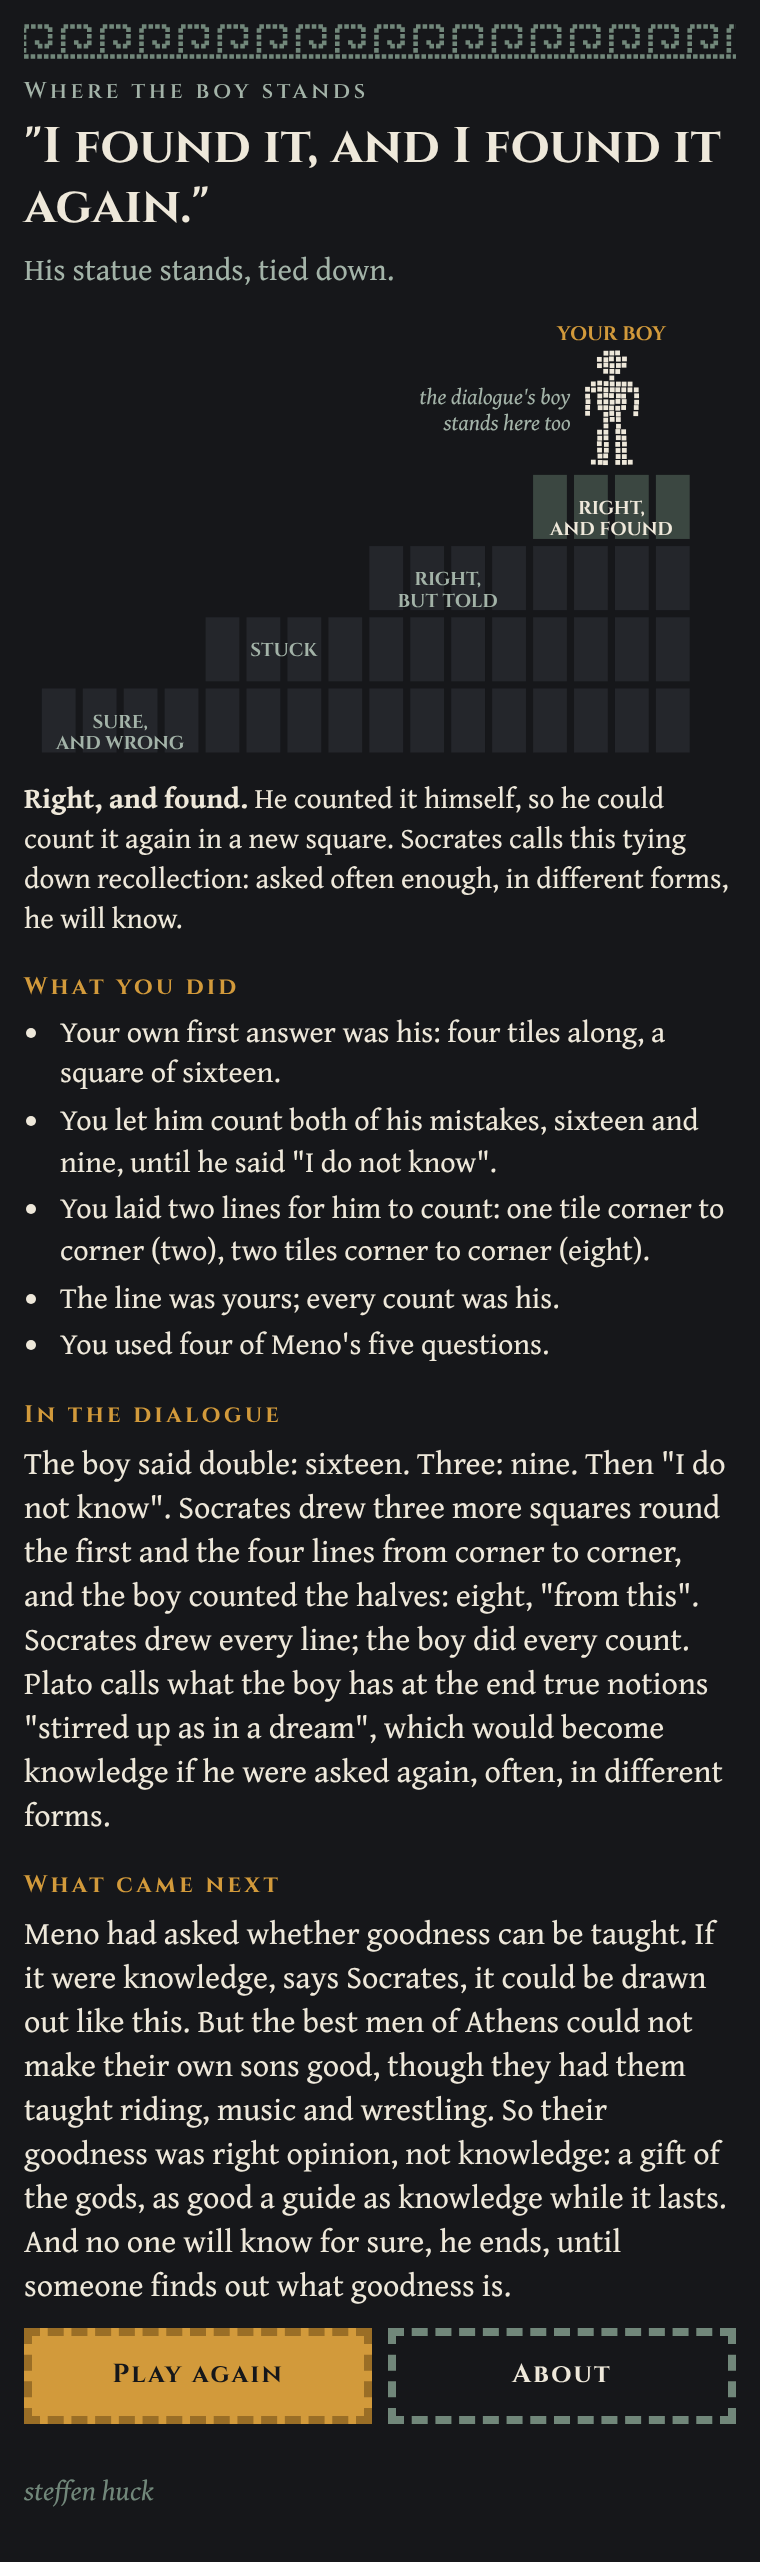 Where the boy stands
"I found it, and I found it
again."
His statue stands, tied down.
YOUR BOY
the dialogue's boy
stands here too
RIGHT,
AND FOUND
RIGHT,
BUT TOLD
STUCK
SURE,
AND WRONG
Right, and found. He counted it himself, so he could
count it again in a new square. Socrates calls this tying
down recollection: asked often enough, in different forms,
he will know.
What you did
• Your own first answer was his: four tiles along, a
square of sixteen.
• You let him count both of his mistakes, sixteen and
nine, until he said "I do not know".
• You laid two lines for him to count: one tile corner to
corner (two), two tiles corner to corner (eight).
• The line was yours; every count was his.
• You used four of Meno's five questions.
In the dialogue
The boy said double: sixteen. Three: nine. Then "I do
not know". Socrates drew three more squares round
the first and the four lines from corner to corner,
and the boy counted the halves: eight, "from this".
Socrates drew every line; the boy did every count.
Plato calls what the boy has at the end true notions
"stirred up as in a dream", which would become
knowledge if he were asked again, often, in different
forms.
What came next
Meno had asked whether goodness can be taught. If
it were knowledge, says Socrates, it could be drawn
out like this. But the best men of Athens could not
make their own sons good, though they had them
taught riding, music and wrestling. So their
goodness was right opinion, not knowledge: a gift of
the gods, as good a guide as knowledge while it lasts.
And no one will know for sure, he ends, until
someone finds out what goodness is.
Play again
About
steffen huck